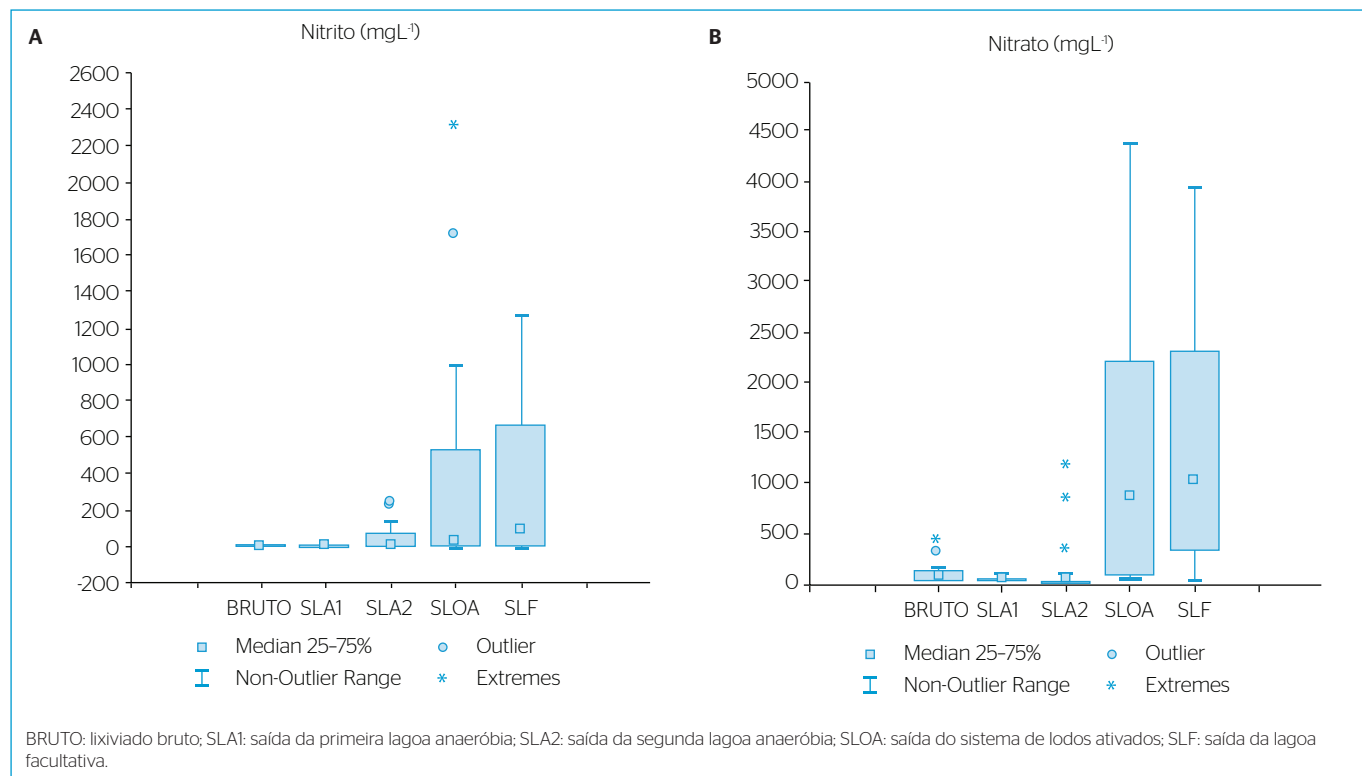 A
Nitrito (mgL-1)
2600
2400
2200
2000
1800
1600
1400
1200
1000
800
600
400
200
0
-200
BRUTO SLA1 SLA2 SLOA SLF
Median 25-75% Outlier
Non-Outlier Range Extremes
B
Nitrato (mgL-1)
5000
4500
4000
3500
3000
2500
2000
1500
1000
500
0
BRUTO SLA1 SLA2 SLOA SLF
Median 25-75% Outlier
Non-Outlier Range Extremes
BRUTO: lixiviado bruto; SLA1: saída da primeira lagoa anaeróbia; SLA2: saída da segunda lagoa anaeróbia; SLOA: saída do sistema de lodos ativados; SLF: saída da lagoa
facultativa.